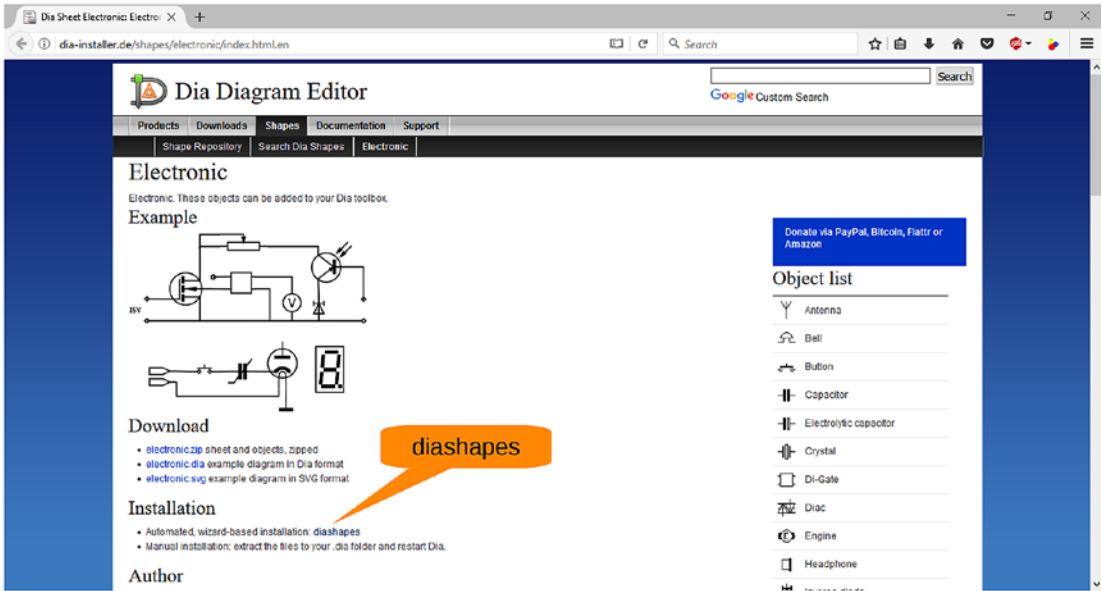 Dia Sheet Electronic: Electror
dia-installer.de/shapes/electronic/index.html.en
Search
Dia Diagram Editor
Search
Google Custom Search
Products Downloads Shapes Documentation Support
Shape Repository Search Dia Shapes Electronic
Electronic
Electronic. These objects can be added to your Dia toolbox.
Example
15V
V
Donate via PayPal, Bitcoin, Flattr or
Amazon
Object list
Antenna
Bell
Button
Capacitor
Electrolytic capacitor
Crystal
Di-Gate
Diac
Engine
Headphone
Download
electronic.zip sheet and objects, zipped
electronic.dia example diagram in Dia format
electronic.svg example diagram in SVG format
diashapes
Installation
Automated, wizard-based installation: diashapes
Manual installation: extract the files to your .dia folder and restart Dia.
Author